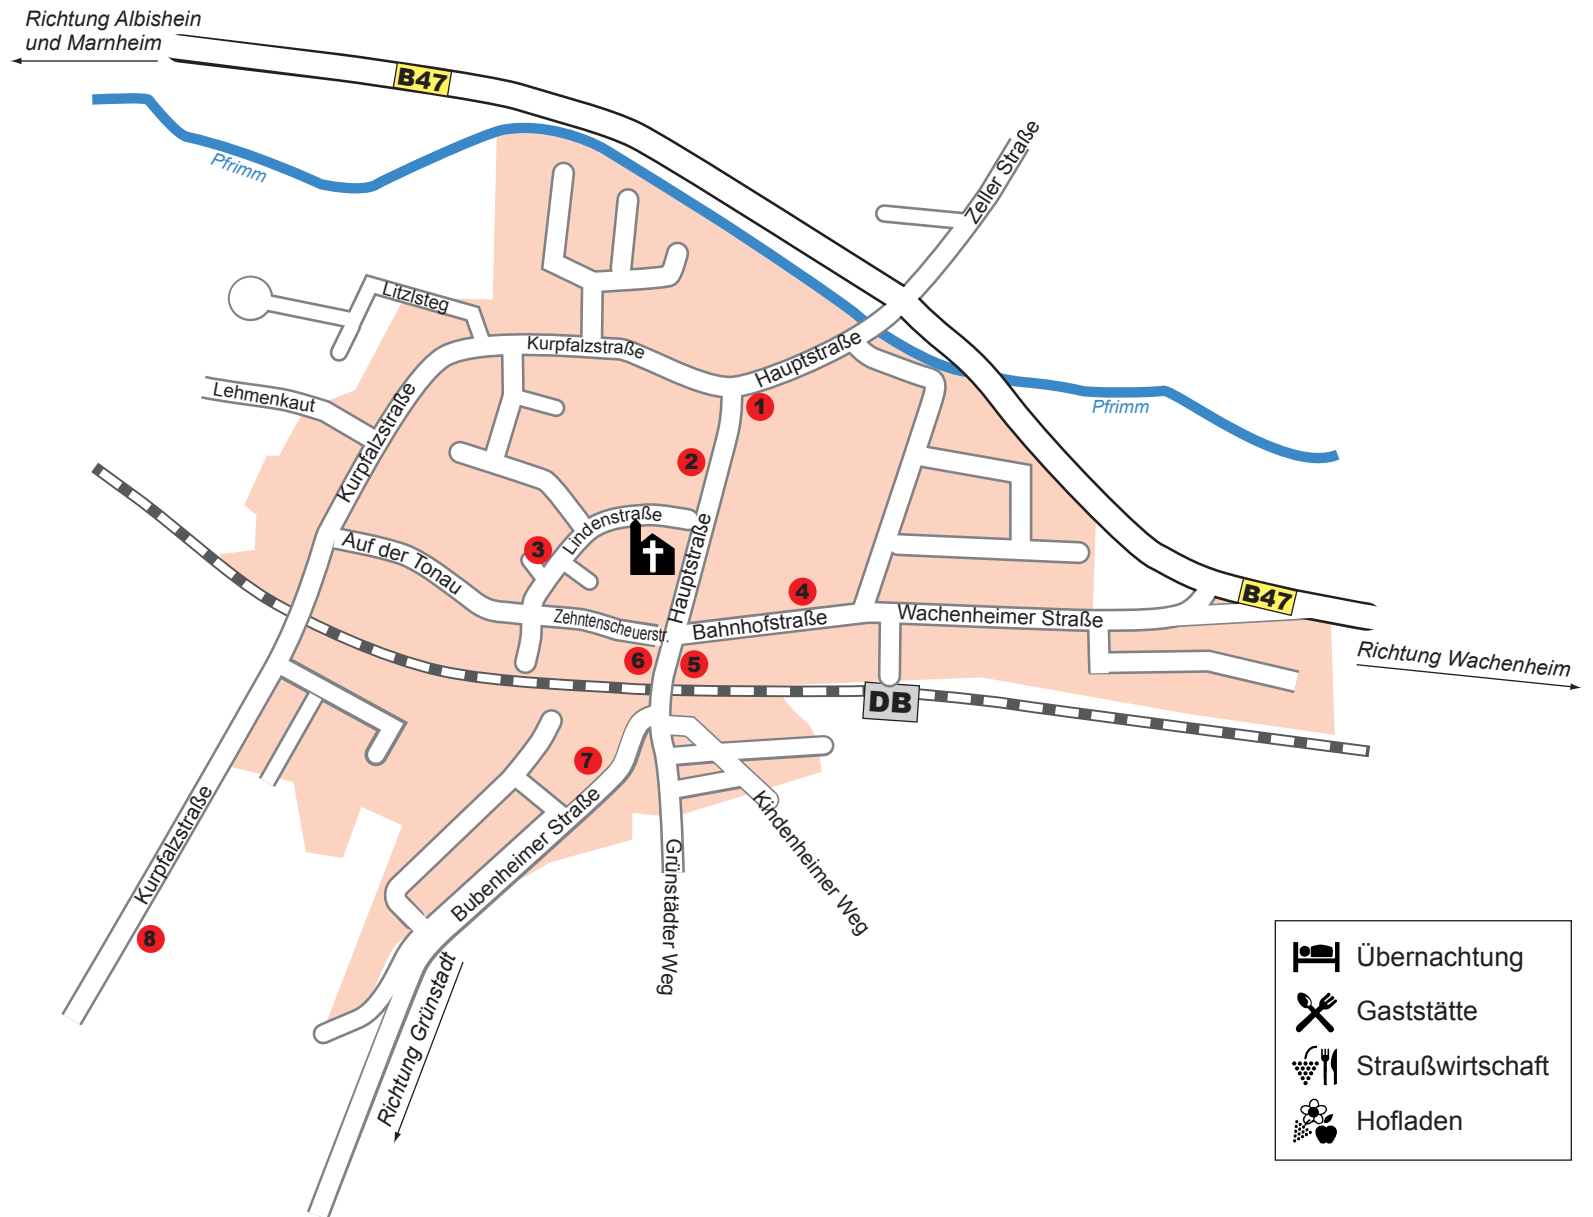 Richtung Albishein
und Marnheim
B47
Pfrimm
Zeller Straße
Litzlsteg
Kurpfalzstraße
Hauptstraße
Lehmenkaut
Kurpfalzstraße
1
Pfrimm
2
Lindenstraße
3
Hauptstraße
Auf der Tonau
4
B47
Zehntenscheuerstr.
Bahnhofstraße
Wachenheimer Straße
6
5
Richtung Wachenheim
DB
7
Kurpfalzstraße
Bubenheimer Straße
Grünstädter Weg
Kindenheimer Weg
8
Richtung Grünstadt
Übernachtung
Gaststätte
Straußwirtschaft
Hofladen